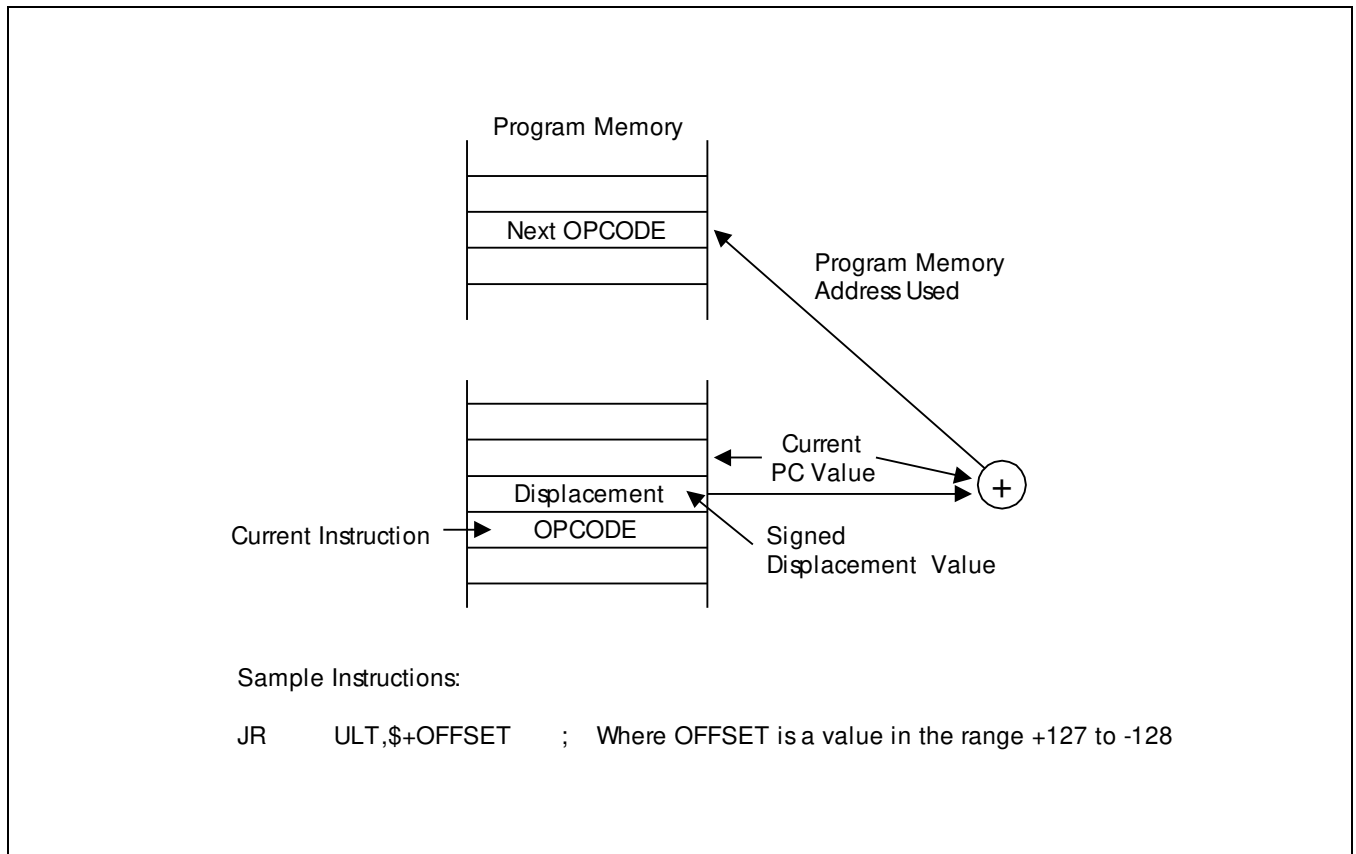 Program Memory
Next OPCODE
Program Memory
Address Used
Current
PC Value
+
Displacement
Current Instruction
OPCODE
Signed
Displacement Value
Sample Instructions:
JR ULT,$+OFFSET ; Where OFFSET is a value in the range +127 to -128